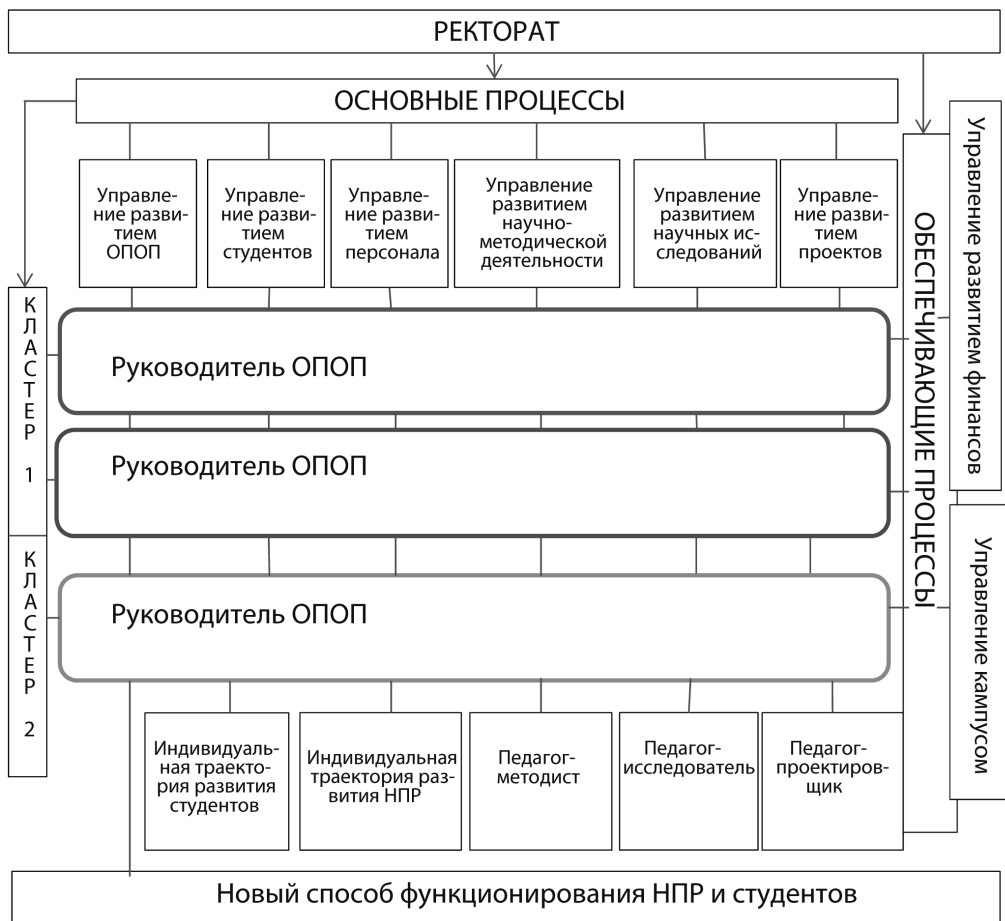 РЕКТОРАТ
ОСНОВНЫЕ ПРОЦЕССЫ
Управле-
ние разви-
тием
ОПОП
Управле-
ние разви-
тием
студентов
Управле-
ние разви-
тием
персонала
Управление
развитием
научно-
методической
деятельности
Управление
развитием
научных ис-
следований
Управле-
ние разви-
тием
проектов
ОБЕСПЕЧИВАЮЩИЕ ПРОЦЕССЫ
Управление развитием финансов
Управление кампусом
КЛАСТЕР 1
Руководитель ОПОП
Руководитель ОПОП
КЛАСТЕР 2
Руководитель ОПОП
Индивидуаль-
ная траекто-
рия развития
студентов
Индивидуальная
траектория раз-
вития НПР
Педагог-
методист
Педагог-
исследователь
Педагог-
проектиров-
щик
Новый способ функционирования НПР и студентов